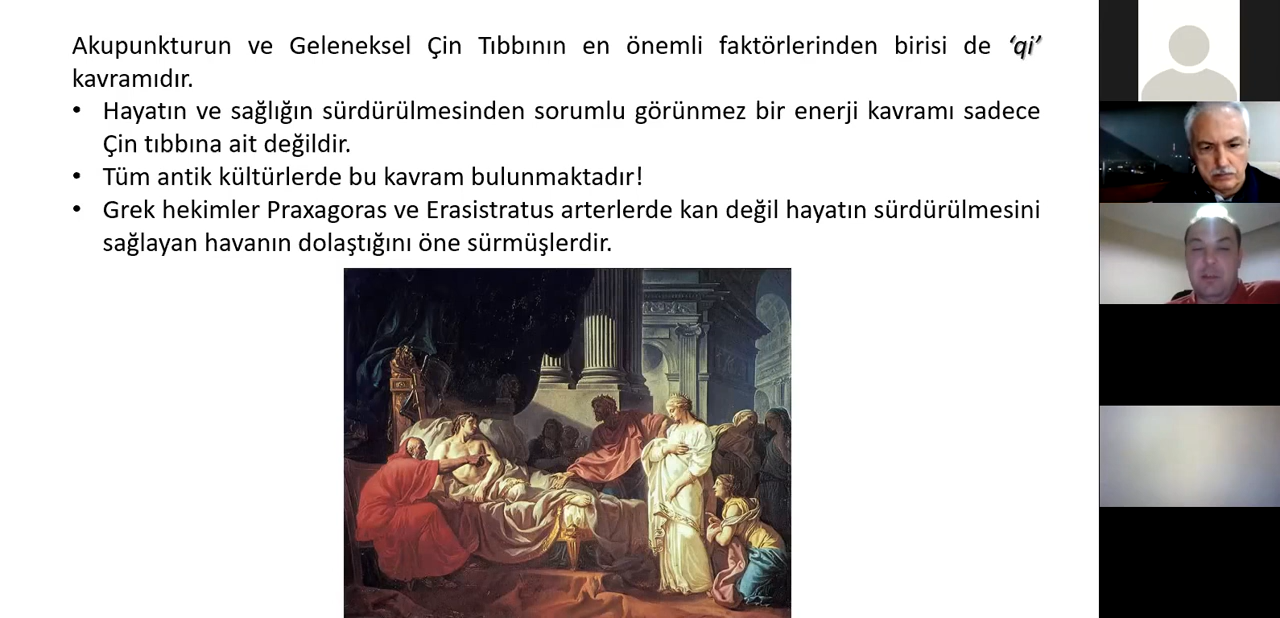 Akupunkturun ve Geleneksel Çin Tıbbının en önemli faktörlerinden birisi de ‘qi’
kavramıdır.
• Hayatın ve sağlığın sürdürülmesinden sorumlu görünmez bir enerji kavramı sadece
Çin tıbbına ait değildir.
• Tüm antik kültürlerde bu kavram bulunmaktadır!
• Grek hekimler Praxagoras ve Erasistratus arterlerde kan değil hayatın sürdürülmesini
sağlayan havanın dolaştığını öne sürmüşlerdir.